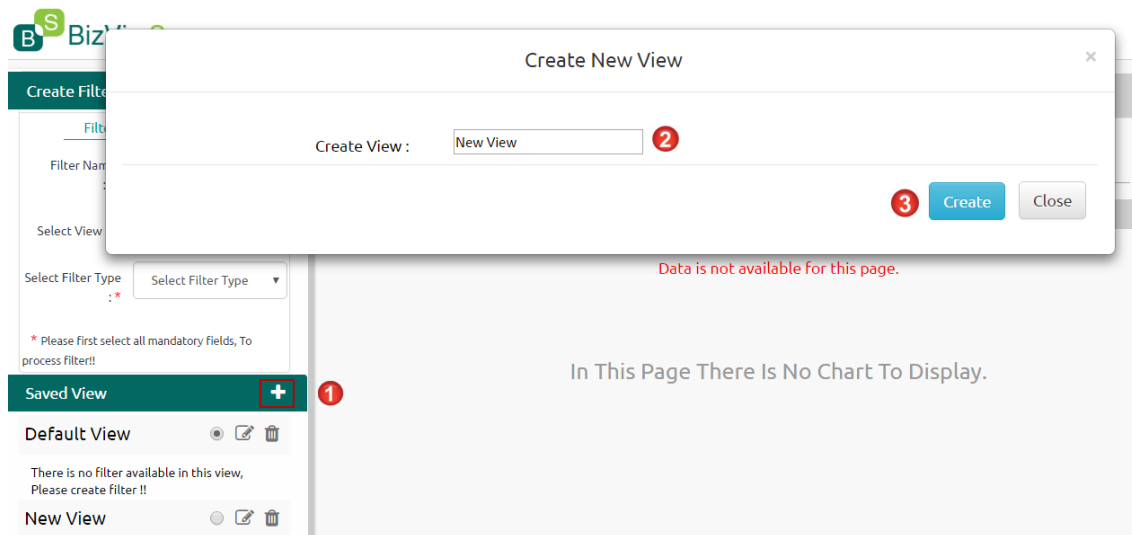 BS
Create New View
×
Create Filte
Filt
Create View :
New View
2
Filter Nam
:
3
Create
Close
Select View
Data is not available for this page.
Select Filter Type
: *
Select Filter Type
* Please first select all mandatory fields, To
process filter!!
In This Page There Is No Chart To Display.
Saved View
+
1
Default View
There is no filter available in this view,
Please create filter !!
New View